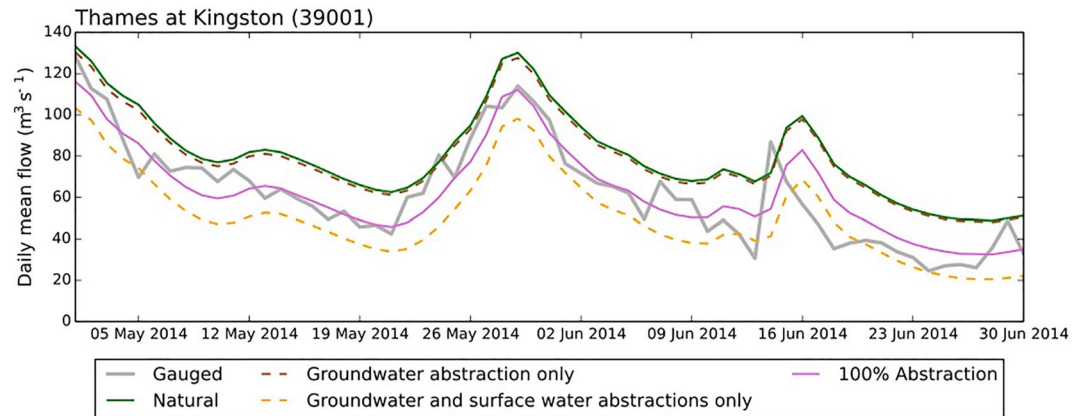 Thames at Kingston (39001)
Daily mean flow (m³ s⁻¹)
140
120
100
80
60
40
20
0
05 May 2014 12 May 2014 19 May 2014 26 May 2014 02 Jun 2014 09 Jun 2014 16 Jun 2014 23 Jun 2014 30 Jun 2014
Gauged Groundwater abstraction only 100% Abstraction
Natural Groundwater and surface water abstractions only